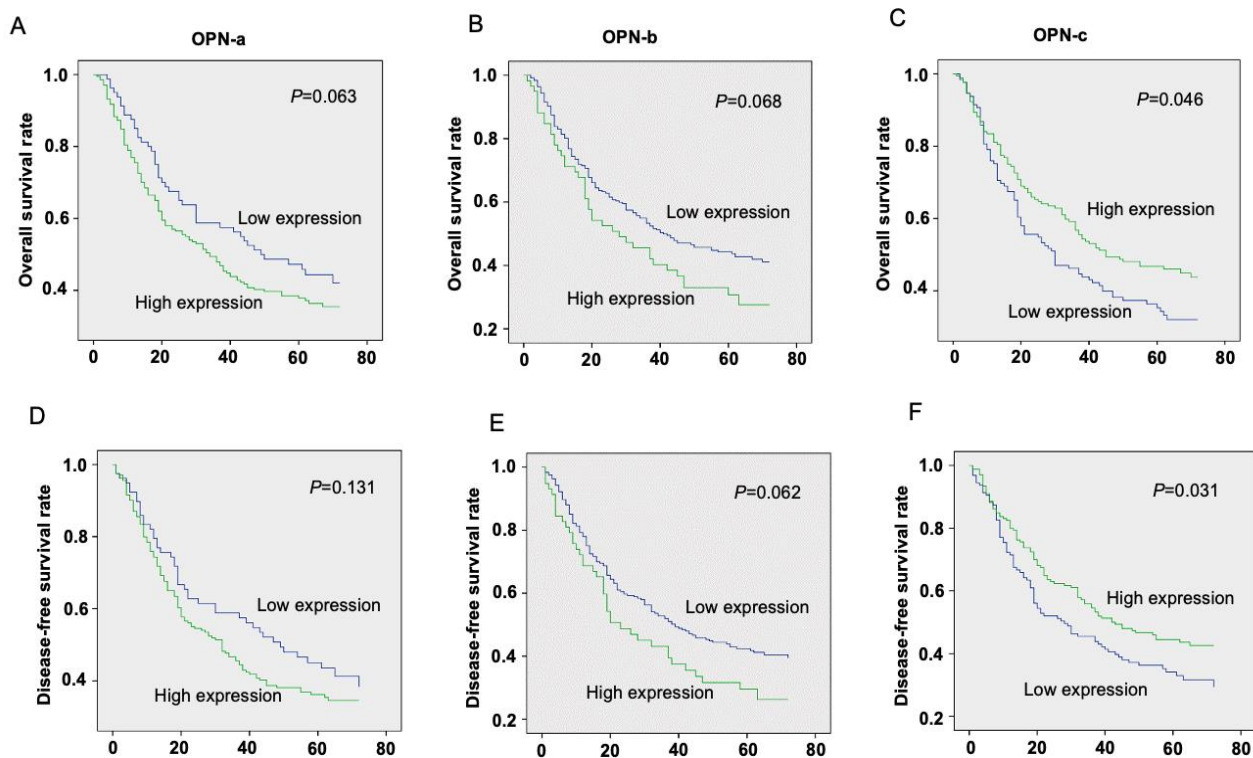 A
OPN-a
Overall survival rate
1.0
0.8
0.6
0.4
P=0.063
Low expression
High expression
0 20 40 60 80
B
OPN-b
Overall survival rate
1.0
0.8
0.6
0.4
0.2
P=0.068
Low expression
High expression
0 20 40 60 80
C
OPN-c
Overall survival rate
1.0
0.8
0.6
0.4
P=0.046
High expression
Low expression
0 20 40 60 80
D
Disease-free survival rate
1.0
0.8
0.6
0.4
P=0.131
Low expression
High expression
0 20 40 60 80
E
Disease-free survival rate
1.0
0.8
0.6
0.4
0.2
P=0.062
Low expression
High expression
0 20 40 60 80
F
Disease-free survival rate
1.0
0.8
0.6
0.4
0.2
P=0.031
High expression
Low expression
0 20 40 60 80